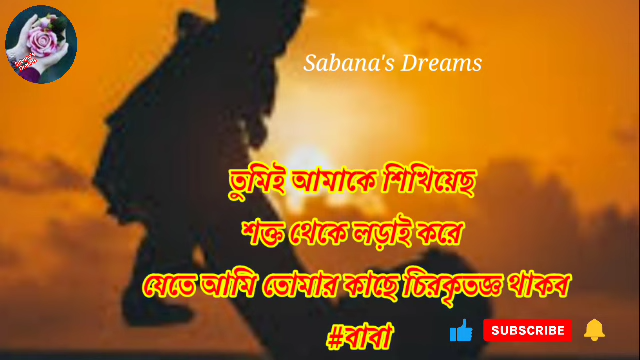 Sabana's Dreams
তুমিই আমাকে শিখিয়েছ
শক্ত থেকে লড়াই করে
যেতে আমি তোমার কাছে চিরকৃতজ্ঞ থাকব
#বাবা
SUBSCRIBE